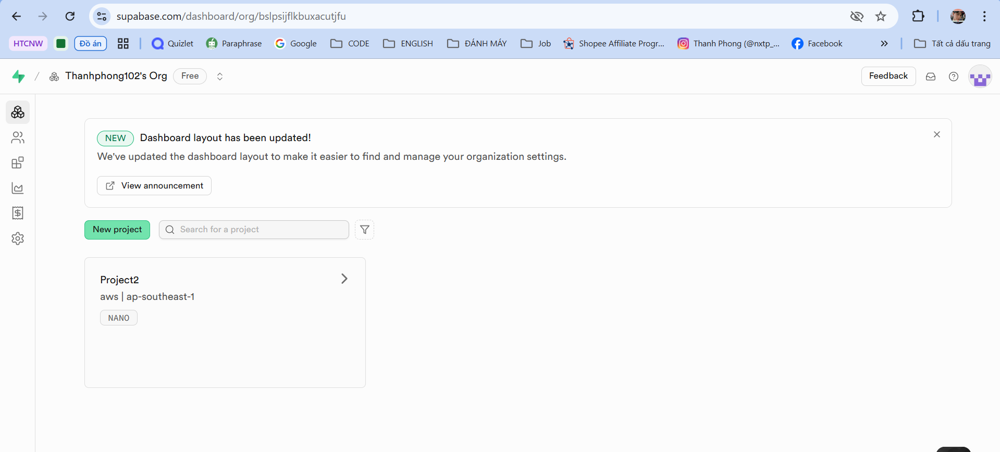 supabase.com/dashboard/org/bslpsijflkbuxacutjfu
HTCNW Đồ án Quizlet Paraphrase Google CODE ENGLISH ĐÁNH MÁY Job Shopee Affiliate Progr... Thanh Phong (@nxtp_... Facebook Tất cả dấu trang
/ Thanhphong102's Org Free Feedback
NEW Dashboard layout has been updated!
We've updated the dashboard layout to make it easier to find and manage your organization settings.
View announcement
New project Search for a project
Project2
aws | ap-southeast-1
NANO